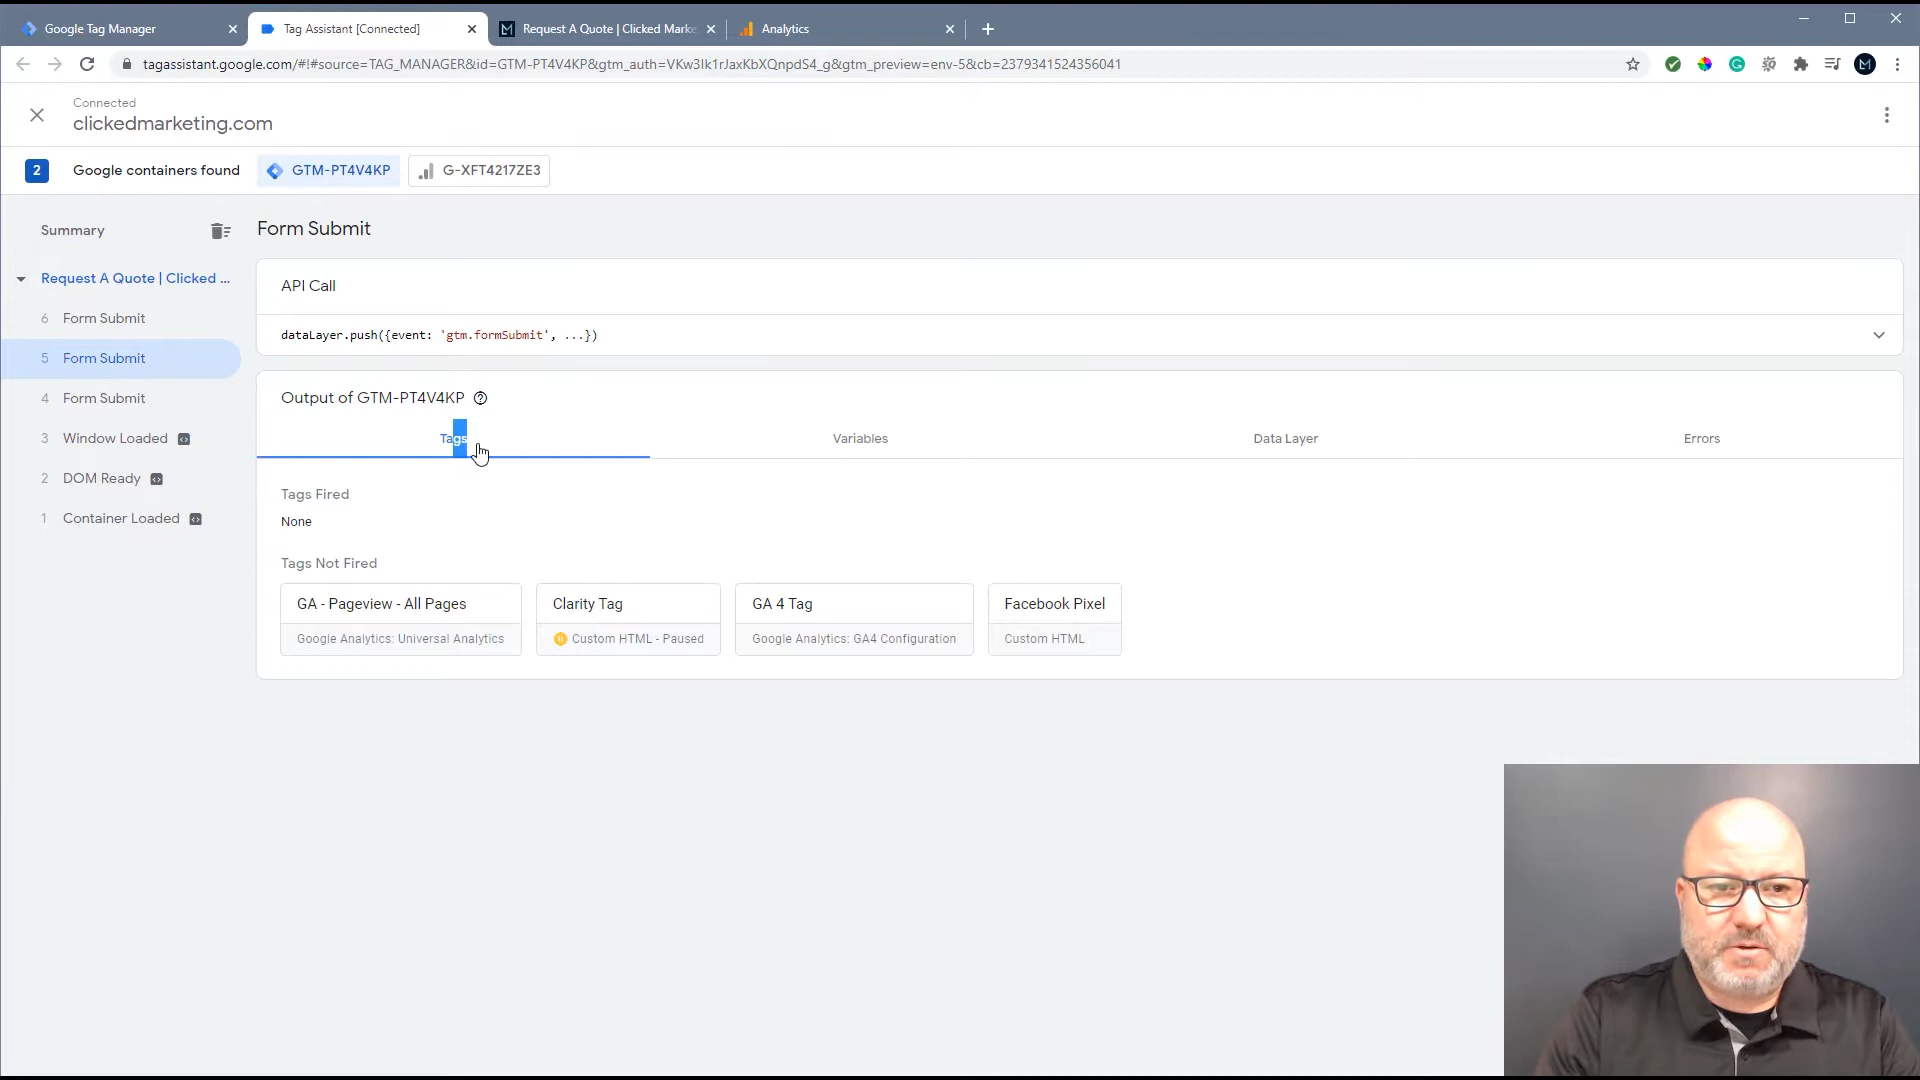 Google Tag Manager
Tag Assistant [Connected]
Request A Quote | Clicked Marke
Analytics
tagassistant.google.com/#!#source=TAG_MANAGER&id=GTM-PT4V4KP&gtm_auth=VKw3Ik1rJaxKbXQnpdS4_g&gtm_preview=env-5&cb=2379341524356041
Connected
clickedmarketing.com
2 Google containers found GTM-PT4V4KP G-XFT4217ZE3
Summary
Request A Quote | Clicked ...
6 Form Submit
5 Form Submit
4 Form Submit
3 Window Loaded
2 DOM Ready
1 Container Loaded
Form Submit
API Call
dataLayer.push({event: 'gtm.formSubmit', ...})
Output of GTM-PT4V4KP
Tags Variables Data Layer Errors
Tags Fired
None
Tags Not Fired
GA - Pageview - All Pages
Google Analytics: Universal Analytics
Clarity Tag
Custom HTML - Paused
GA 4 Tag
Google Analytics: GA4 Configuration
Facebook Pixel
Custom HTML